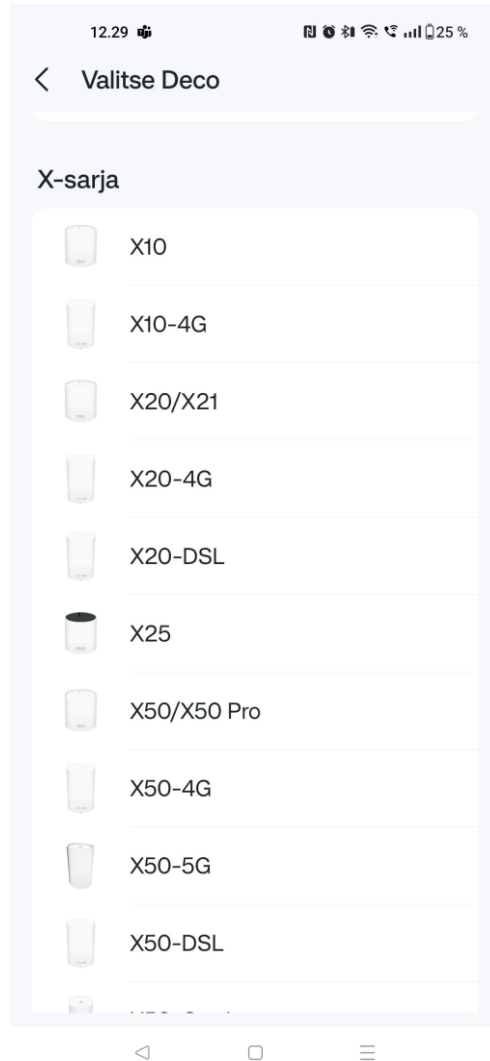 12.29
25 %
Valitse Deco
X-sarja
X10
X10-4G
X20/X21
X20-4G
X20-DSL
X25
X50/X50 Pro
X50-4G
X50-5G
X50-DSL